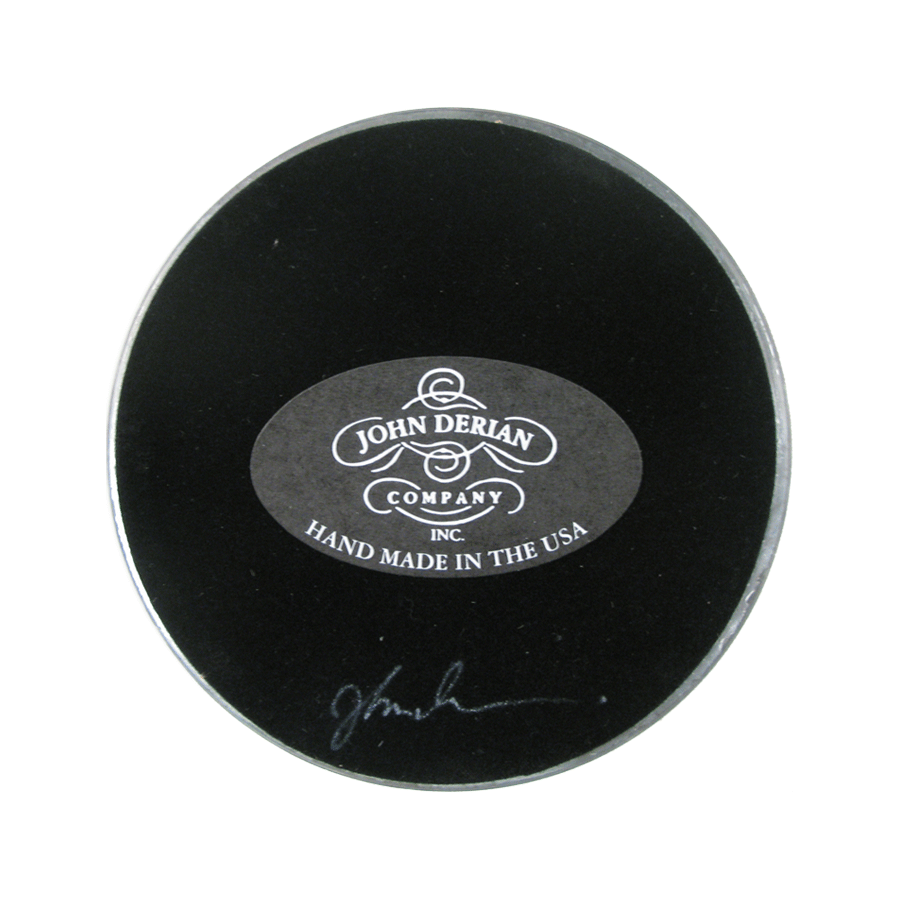 JOHN DERIAN
COMPANY
INC.
HAND MADE IN THE USA